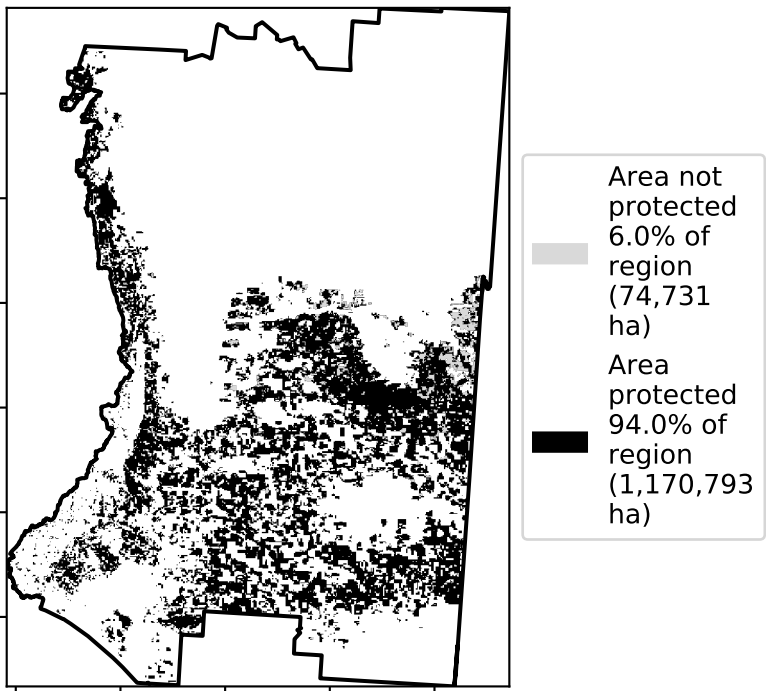 Area not
protected
6.0% of
region
(74,731
ha)
Area
protected
94.0% of
region
(1,170,793
ha)